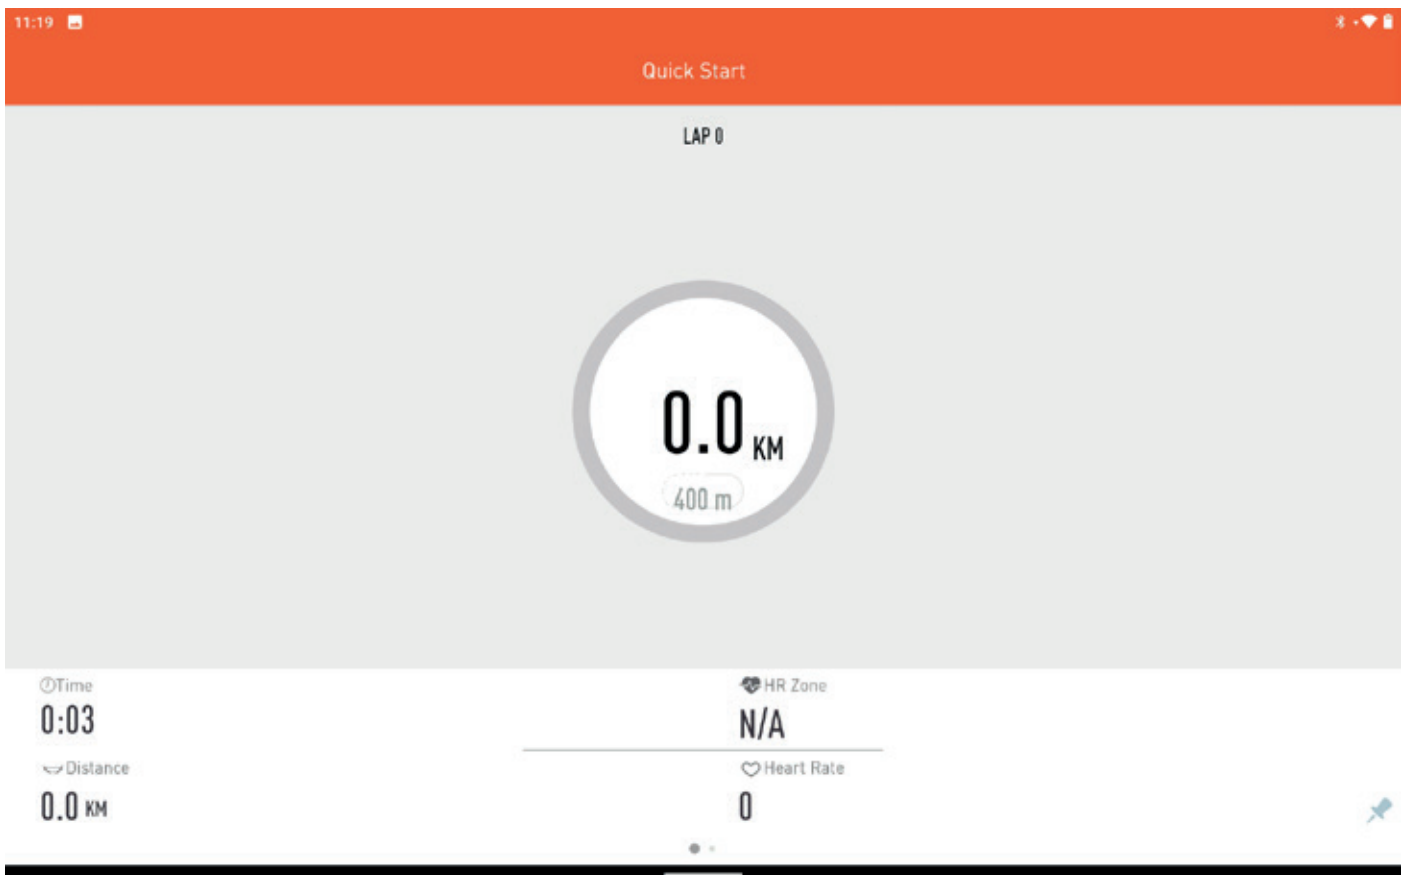 11:19
Quick Start
LAP 0
0.0 KM
400 m
Time
0:03
HR Zone
N/A
Distance
0.0 KM
Heart Rate
0